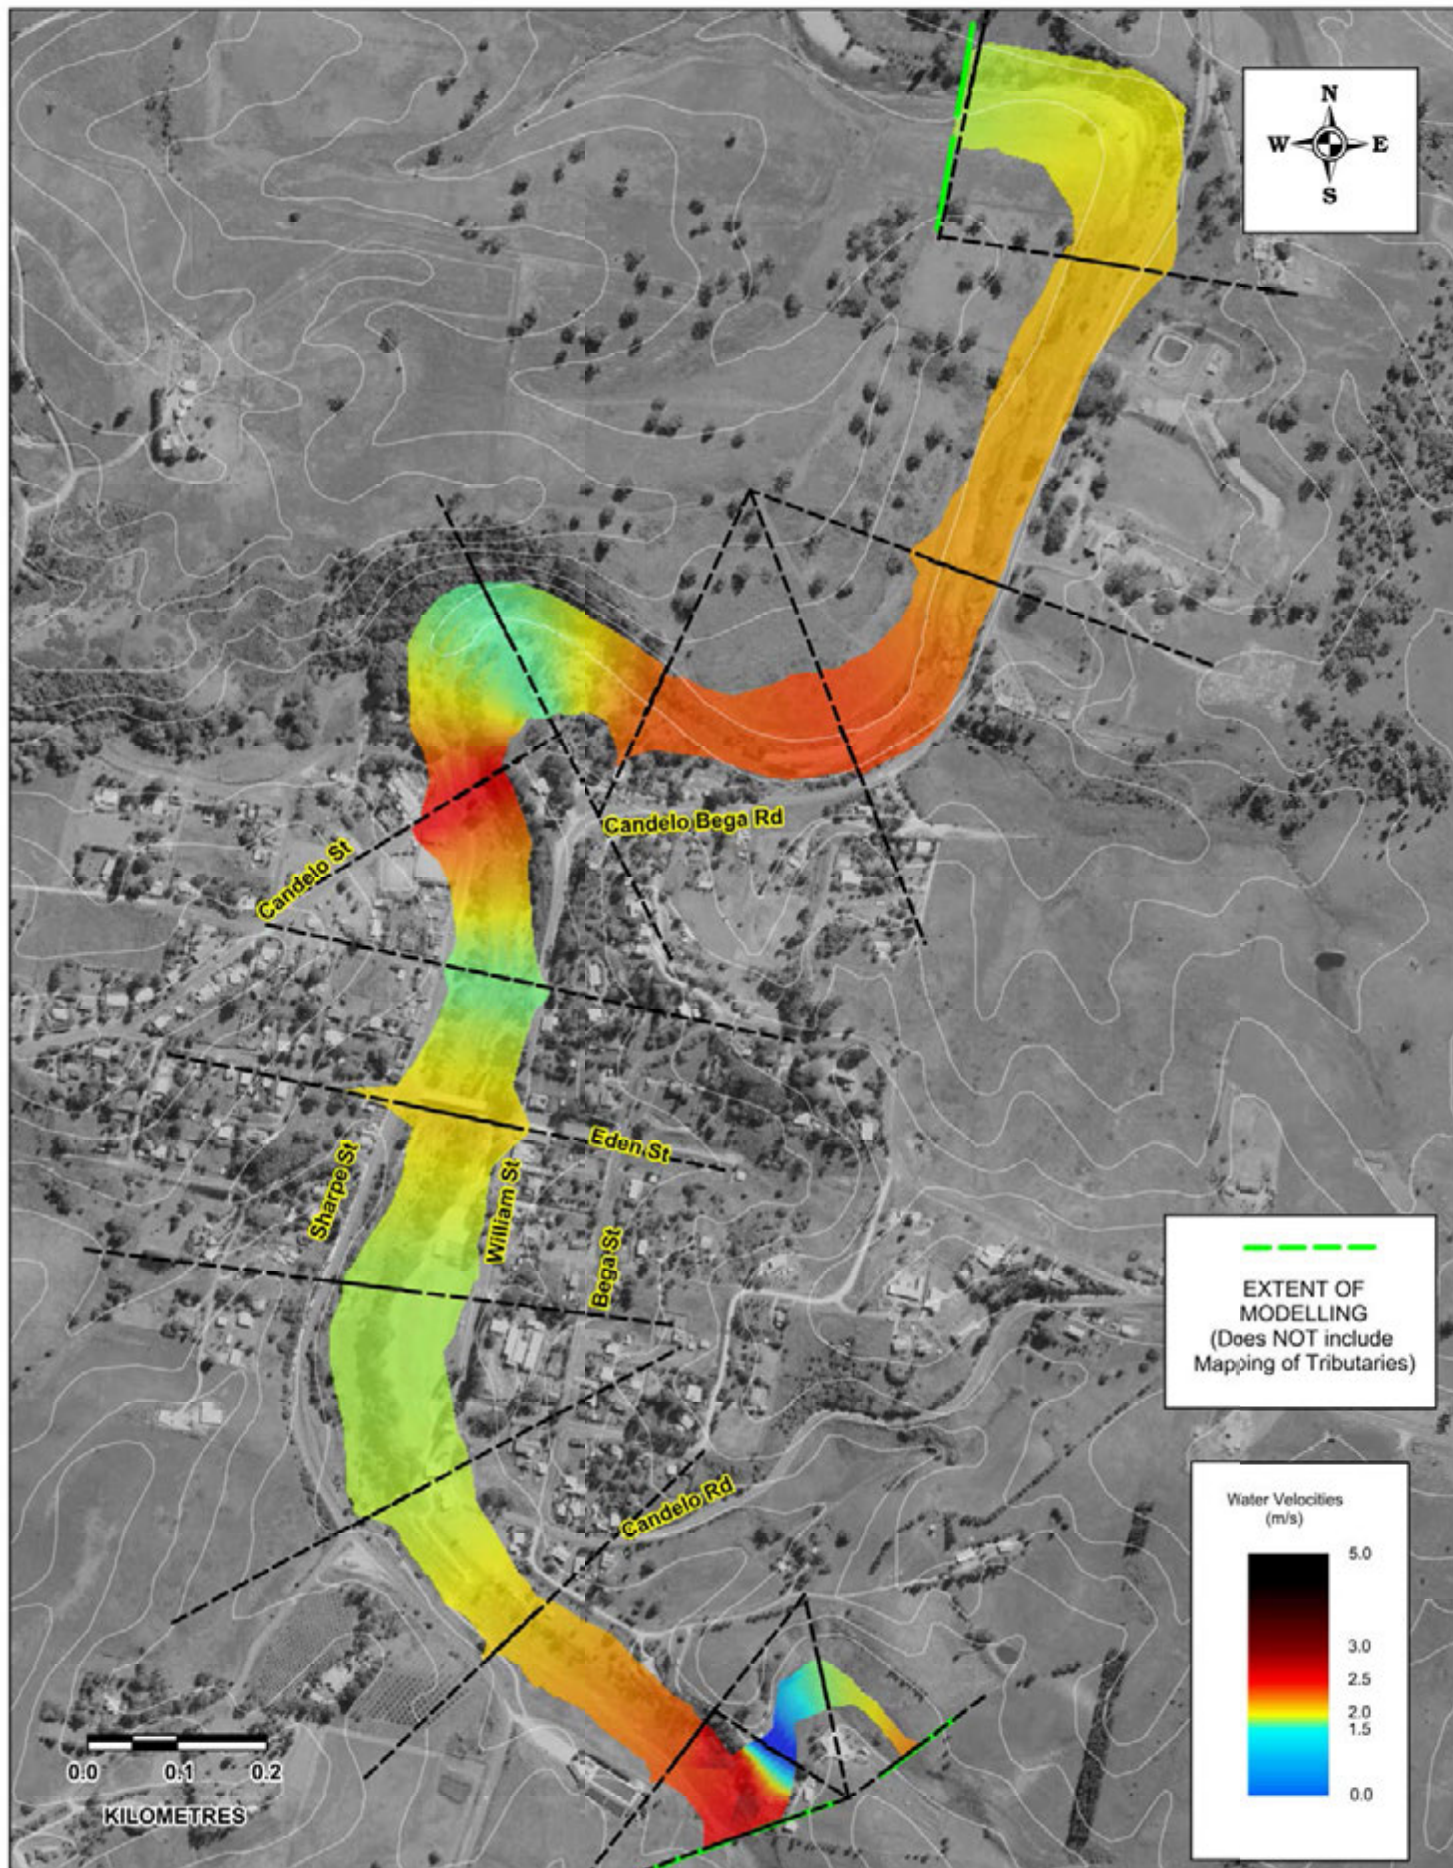 N
W E
S
Candelo Bega Rd
Candelo St
Eden St
Sharpe St
William St
Bega St
EXTENT OF
MODELLING
(Does NOT include
Mapping of Tributaries)
Candelo Rd
Water Velocities
(m/s)
5.0
3.0
2.5
2.0
1.5
0.0
0.0 0.1 0.2
KILOMETRES